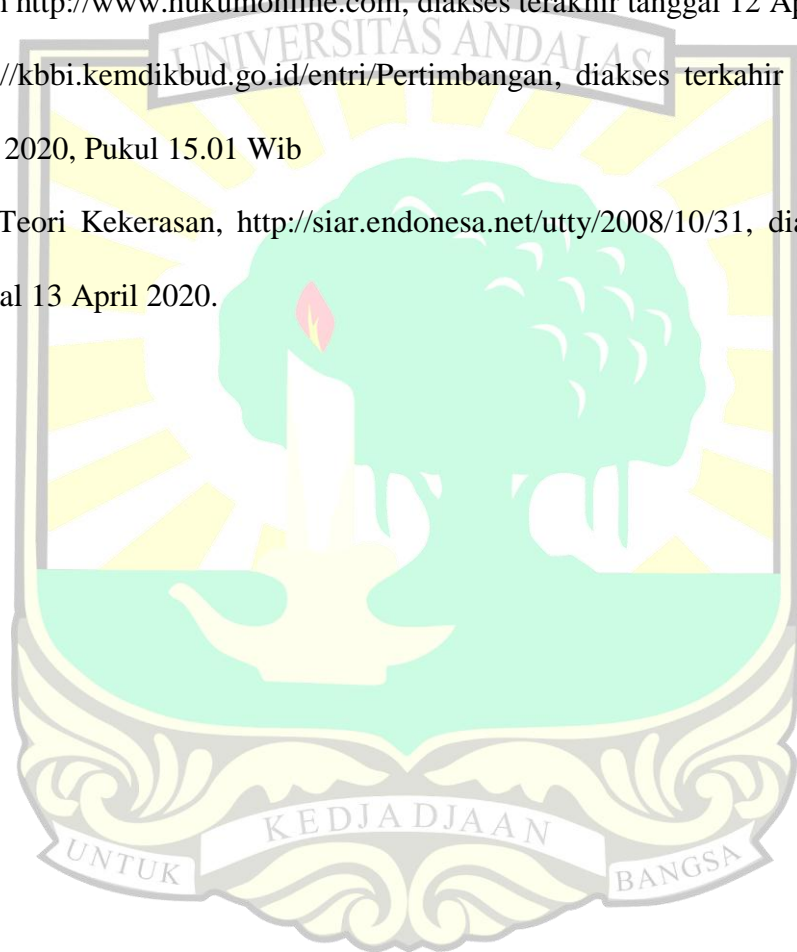 http://www.hukumonline.com, diakses terakhir tanggal 12 Ap
UNIVERSITAS ANDALAS
//kbbi.kemdikbud.go.id/entri/Pertimbangan, diakses terkahir
2020, Pukul 15.01 Wib
Teori Kekerasan, http://siar.endonesa.net/utty/2008/10/31, dia
al 13 April 2020.
KEDJADJAAN
UNTUK
BANGSA